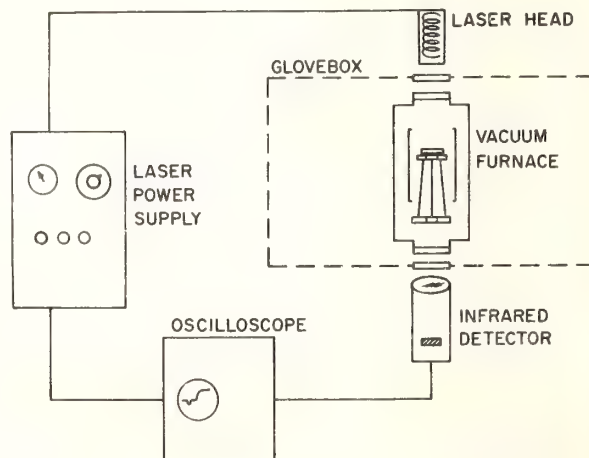 LASER HEAD
GLOVEBOX
VACUUM
FURNACE
LASER
POWER
SUPPLY
OSCILLOSCOPE
INFRARED
DETECTOR